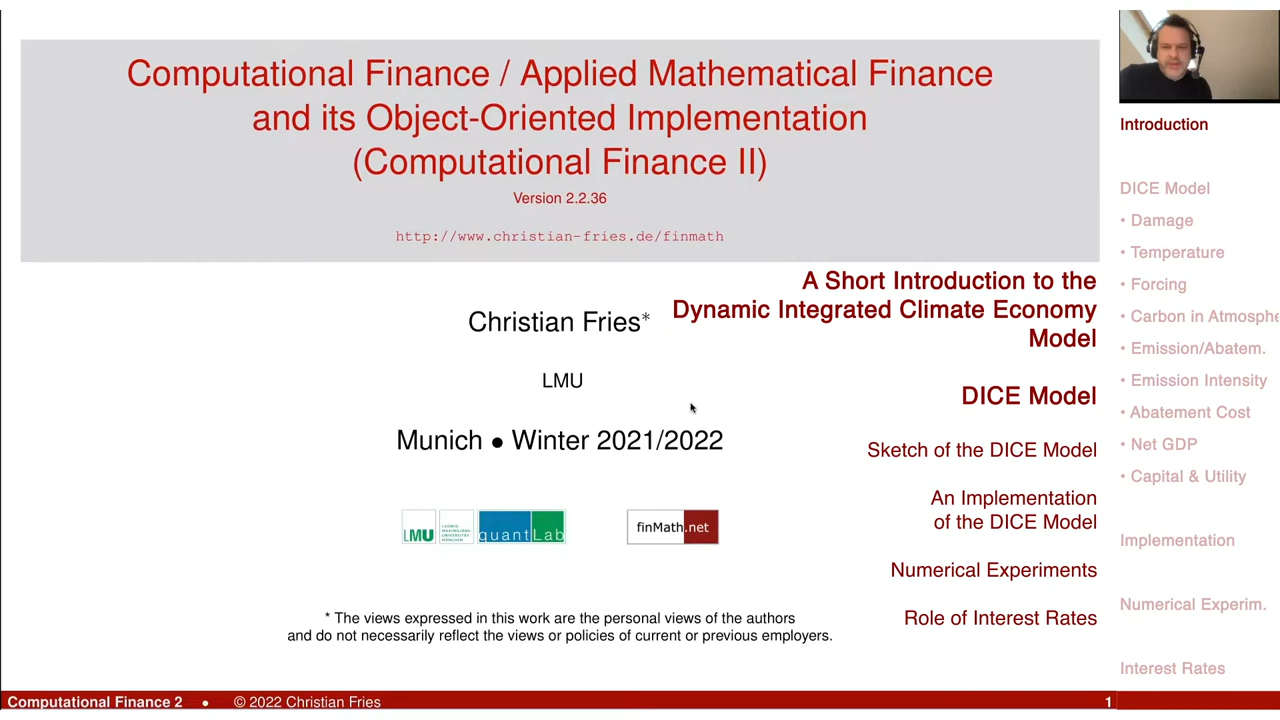 Computational Finance / Applied Mathematical Finance
and its Object-Oriented Implementation
(Computational Finance II)
Version 2.2.36
http://www.christian-fries.de/finmath
Christian Fries*
LMU
Munich • Winter 2021/2022
LMU
LUDWIG-
MAXIMILIANS-
UNIVERSITÄT
MÜNCHEN
quantLab
finMath.net
* The views expressed in this work are the personal views of the authors
and do not necessarily reflect the views or policies of current or previous employers.
A Short Introduction to the
Dynamic Integrated Climate Economy
Model
DICE Model
Sketch of the DICE Model
An Implementation
of the DICE Model
Numerical Experiments
Role of Interest Rates
Introduction
DICE Model
• Damage
• Temperature
• Forcing
• Carbon in Atmosphe
• Emission/Abatem.
• Emission Intensity
• Abatement Cost
• Net GDP
• Capital & Utility
Implementation
Numerical Experim.
Interest Rates
Computational Finance 2 • © 2022 Christian Fries 1